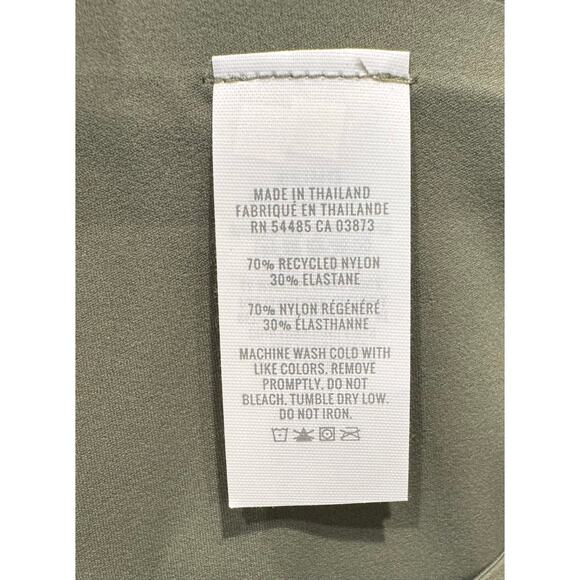 MADE IN THAILAND
FABRIQUÉ EN THAILANDE
RN 54485 CA 03873
70% RECYCLED NYLON
30% ELASTANE
70% NYLON RÉGÉNÉRÉ
30% ÉLASTHANNE
MACHINE WASH COLD WITH
LIKE COLORS. REMOVE
PROMPTLY. DO NOT
BLEACH. TUMBLE DRY LOW.
DO NOT IRON.